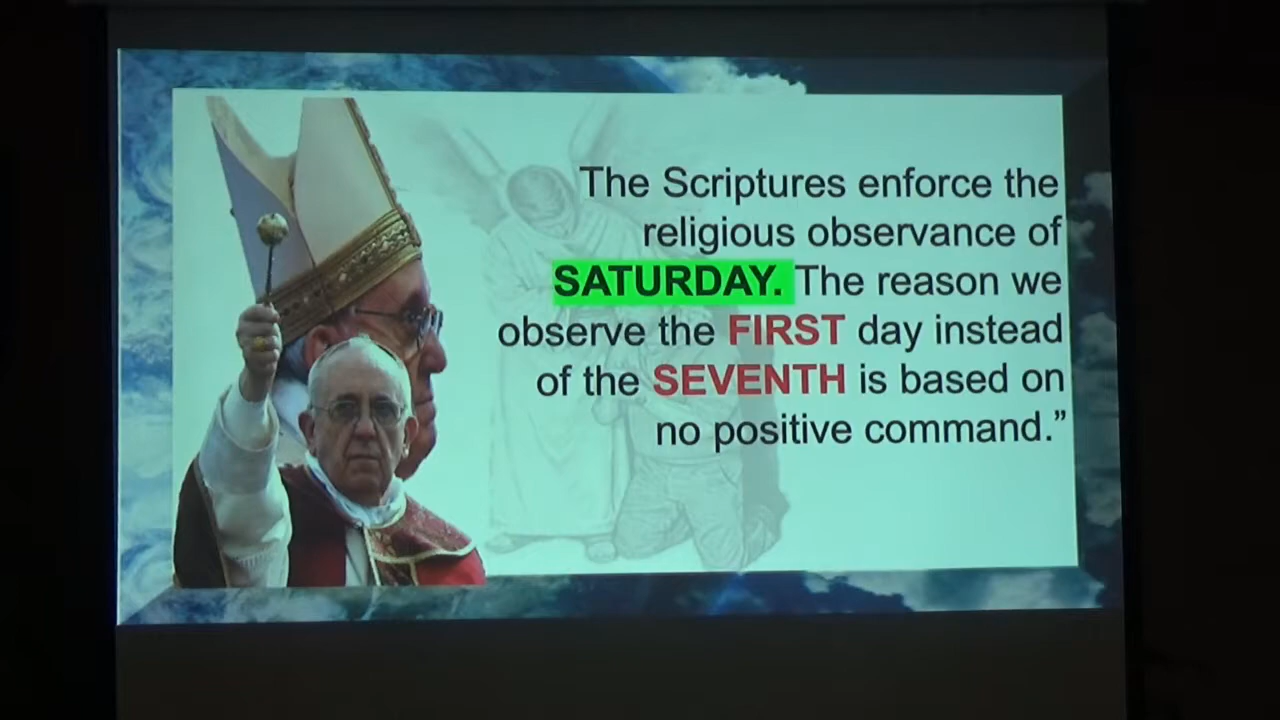 The Scriptures enforce the
religious observance of
SATURDAY. The reason we
observe the FIRST day instead
of the SEVENTH is based on
no positive command.”